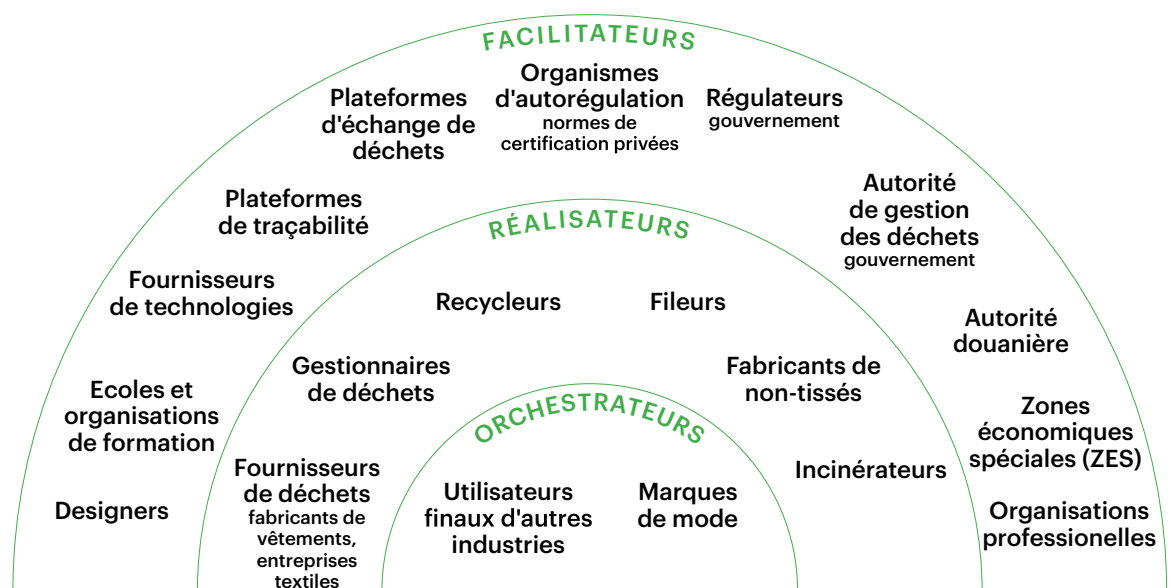 FACILITATEURS
Organismes
d'autorégulation
normes de
certification privées
Plateformes
d'échange de
déchets
Régulateurs
gouvernement
Plateformes
de traçabilité
Autorité
de gestion
des déchets
gouvernement
Fournisseurs
de technologies
Autorité
douanière
Ecoles et
organisations
de formation
Zones
économiques
spéciales (ZES)
Designers
Organisations
professionelles
RÉALISATEURS
Recycleurs
Fileurs
Gestionnaires
de déchets
Fabricants de
non-tissés
Fournisseurs
de déchets
fabricants de
vêtements,
entreprises
textiles
Incinérateurs
ORCHESTRATEURS
Utilisateurs
finaux d'autres
industries
Marques
de mode